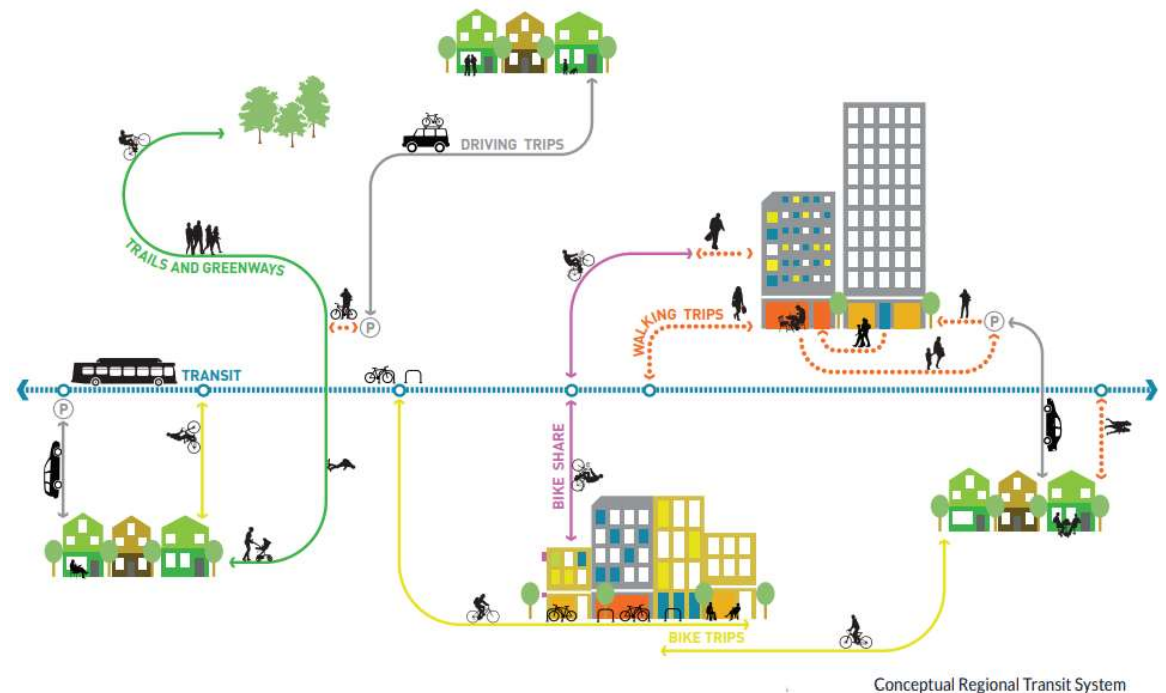 DRIVING TRIPS
TRAILS AND GREENWAYS
P
WALKING TRIPS
P
TRANSIT
P
BIKE SHARE
BIKE TRIPS
Conceptual Regional Transit System